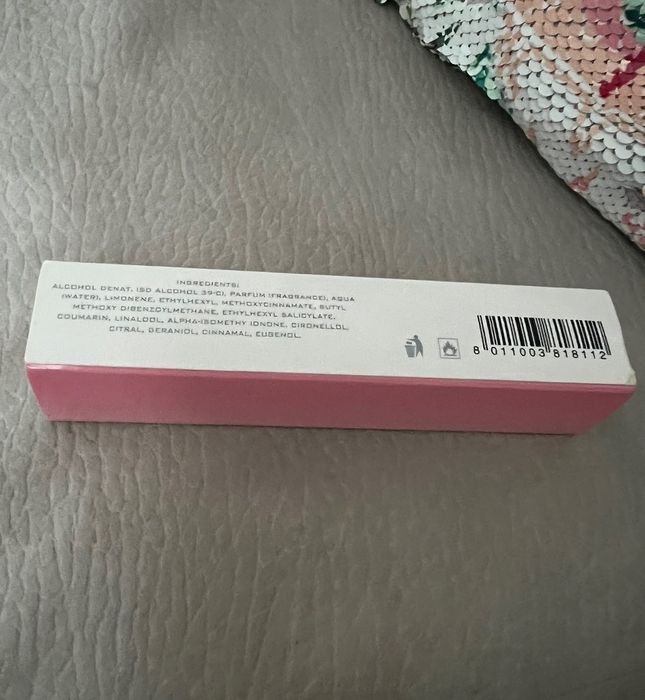 INGREDIENTS:
ALCOHOL DENAT. (SD ALCOHOL 39-C), PARFUM (FRAGRANCE), AQUA
(WATER), LIMONENE, ETHYLHEXYL, METHOXYCINNAMATE, BUTYL
METHOXY DIBENZOYLMETHANE, ETHYLHEXYL SALICYLATE,
COUMARIN, LINALOOL, ALPHA-ISOMETHY IONONE, CIRONELLOL,
CITRAL, GERANIOL, CINNAMAL, EUGENOL.
8 011003 818112